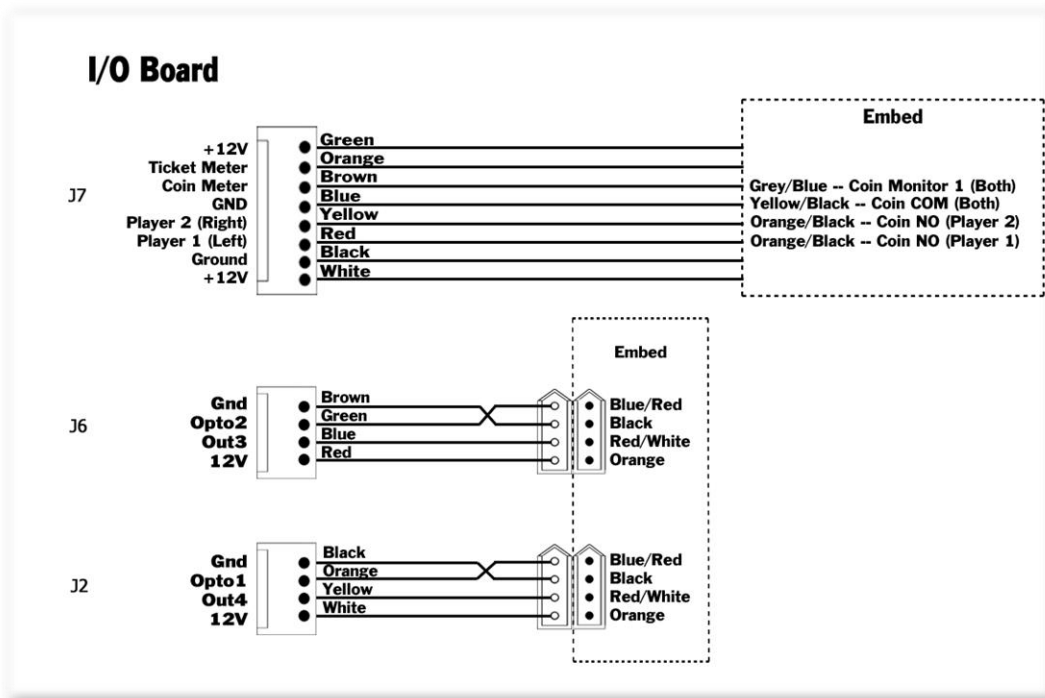 I/O Board
Embed
J7
+12V Green
Ticket Meter Orange
Coin Meter Brown Grey/Blue -- Coin Monitor 1 (Both)
GND Blue Yellow/Black -- Coin COM (Both)
Player 2 (Right) Yellow Orange/Black -- Coin NO (Player 2)
Player 1 (Left) Red Orange/Black -- Coin NO (Player 1)
Ground Black
+12V White
Embed
J6
Gnd Brown Blue/Red
Opto2 Green Black
Out3 Blue Red/White
12V Red Orange
J2
Gnd Black Blue/Red
Opto1 Orange Black
Out4 Yellow Red/White
12V White Orange